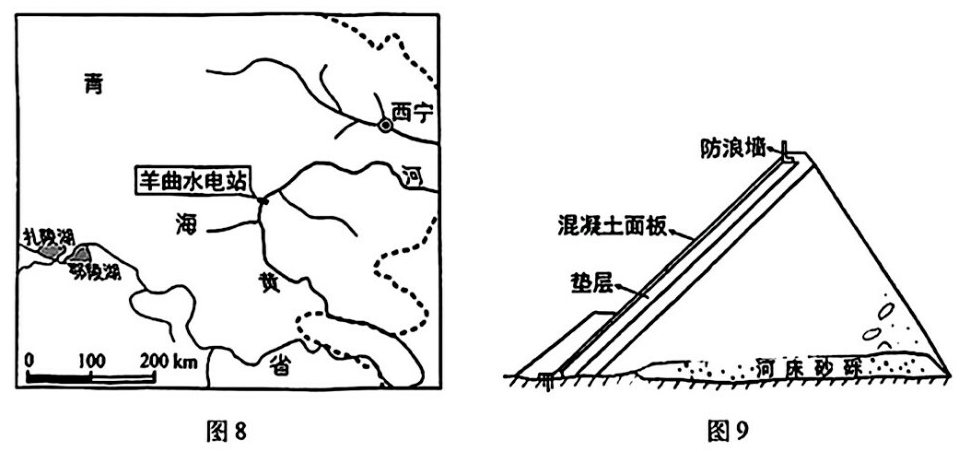 青
西宁
羊曲水电站
河
海
扎陵湖
鄂陵湖
黄
省
0 100 200 km
图8
防浪墙
混凝土面板
垫层
河床砂砾
图9